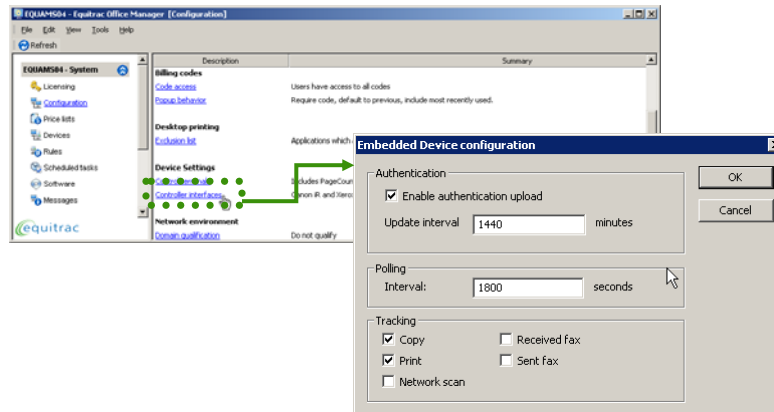 EQUAMS04 - Equitrac Office Manager [Configuration]
File Edit View Tools Help
Refresh
Description Summary
EQUAMS04 - System
Licensing
Configuration
Price lists
Devices
Rules
Scheduled tasks
Software
Messages
equitrac
Billing codes
Code access Users have access to all codes
Popup behavior Require code, default to previous, include most recently used.
Desktop printing
Exclusion list Applications which
Device Settings
Includes PageCoun
Controller interfaces Canon iR and Xero
Network environment
Domain qualification Do not qualify
Embedded Device configuration
Authentication
Enable authentication upload
Update interval 1440 minutes
OK
Cancel
Polling
Interval: 1800 seconds
Tracking
Copy Received fax
Print Sent fax
Network scan